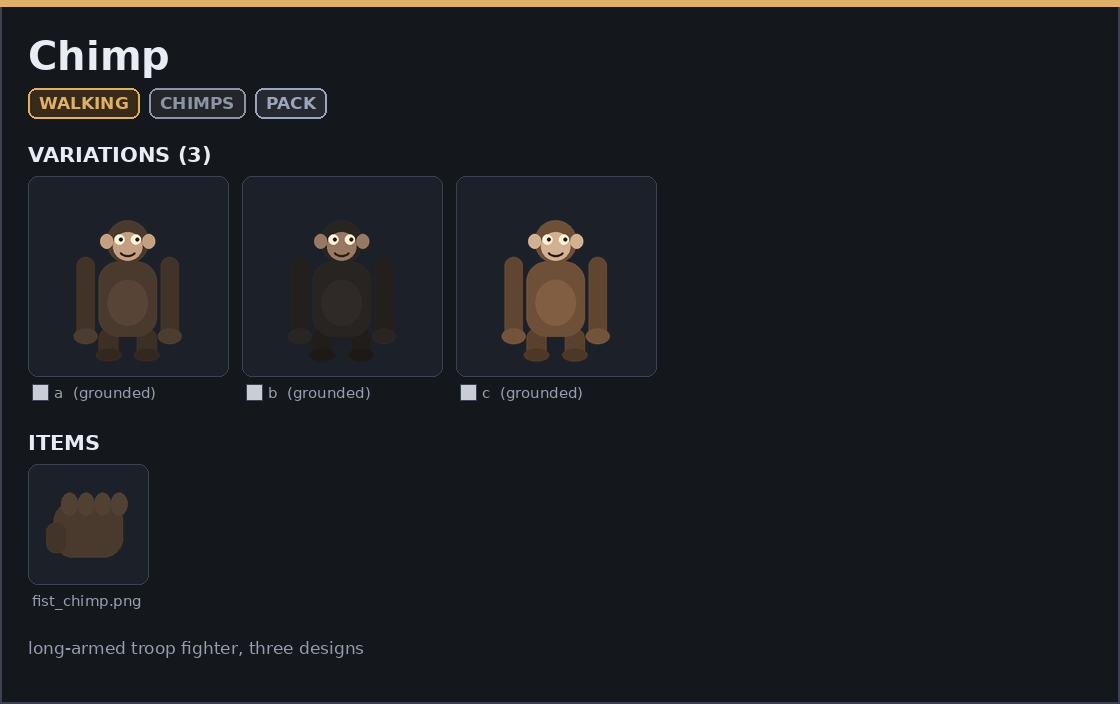 Chimp
WALKING CHIMPS PACK
VARIATIONS (3)
a (grounded) b (grounded) c (grounded)
ITEMS
fist_chimp.png
long-armed troop fighter, three designs